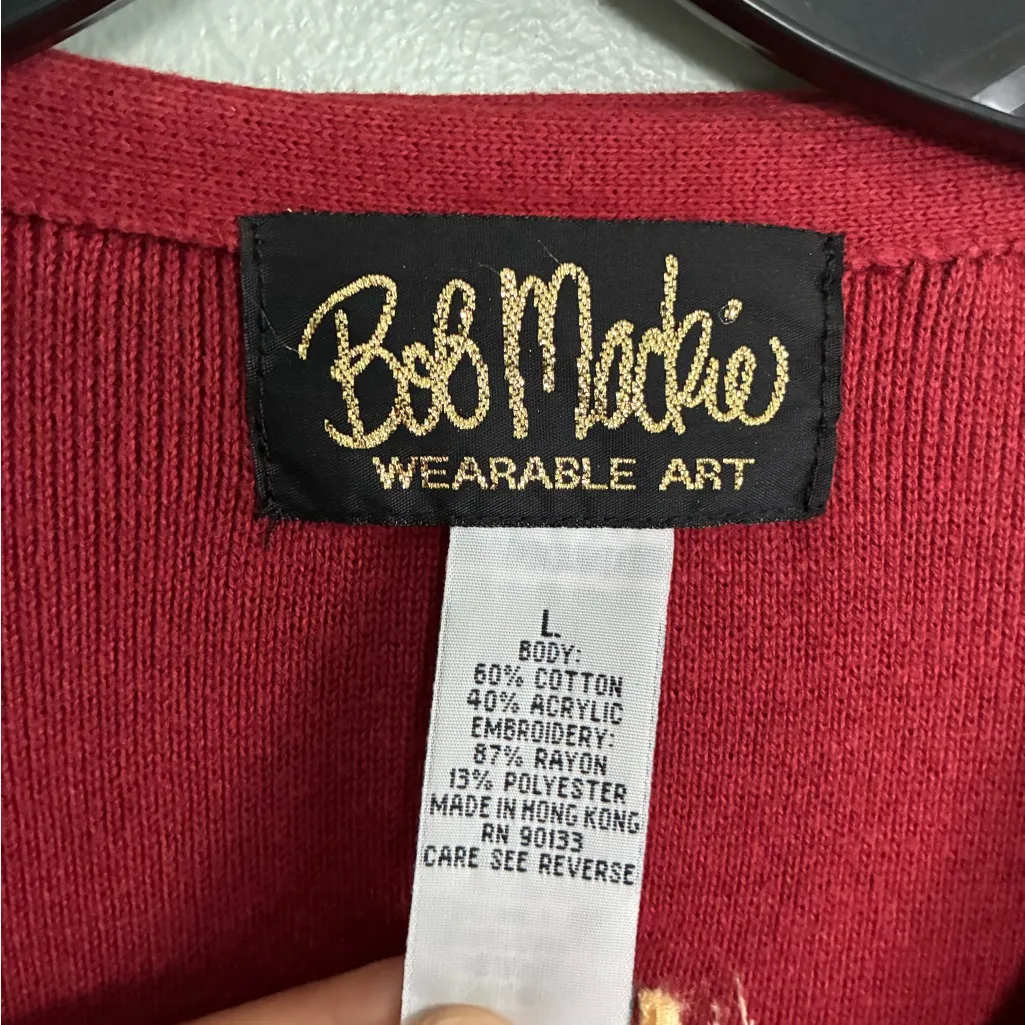 Bob Mackie
WEARABLE ART
L.
BODY:
60% COTTON
40% ACRYLIC
EMBROIDERY:
87% RAYON
13% POLYESTER
MADE IN HONG KONG
RN 90133
CARE SEE REVERSE